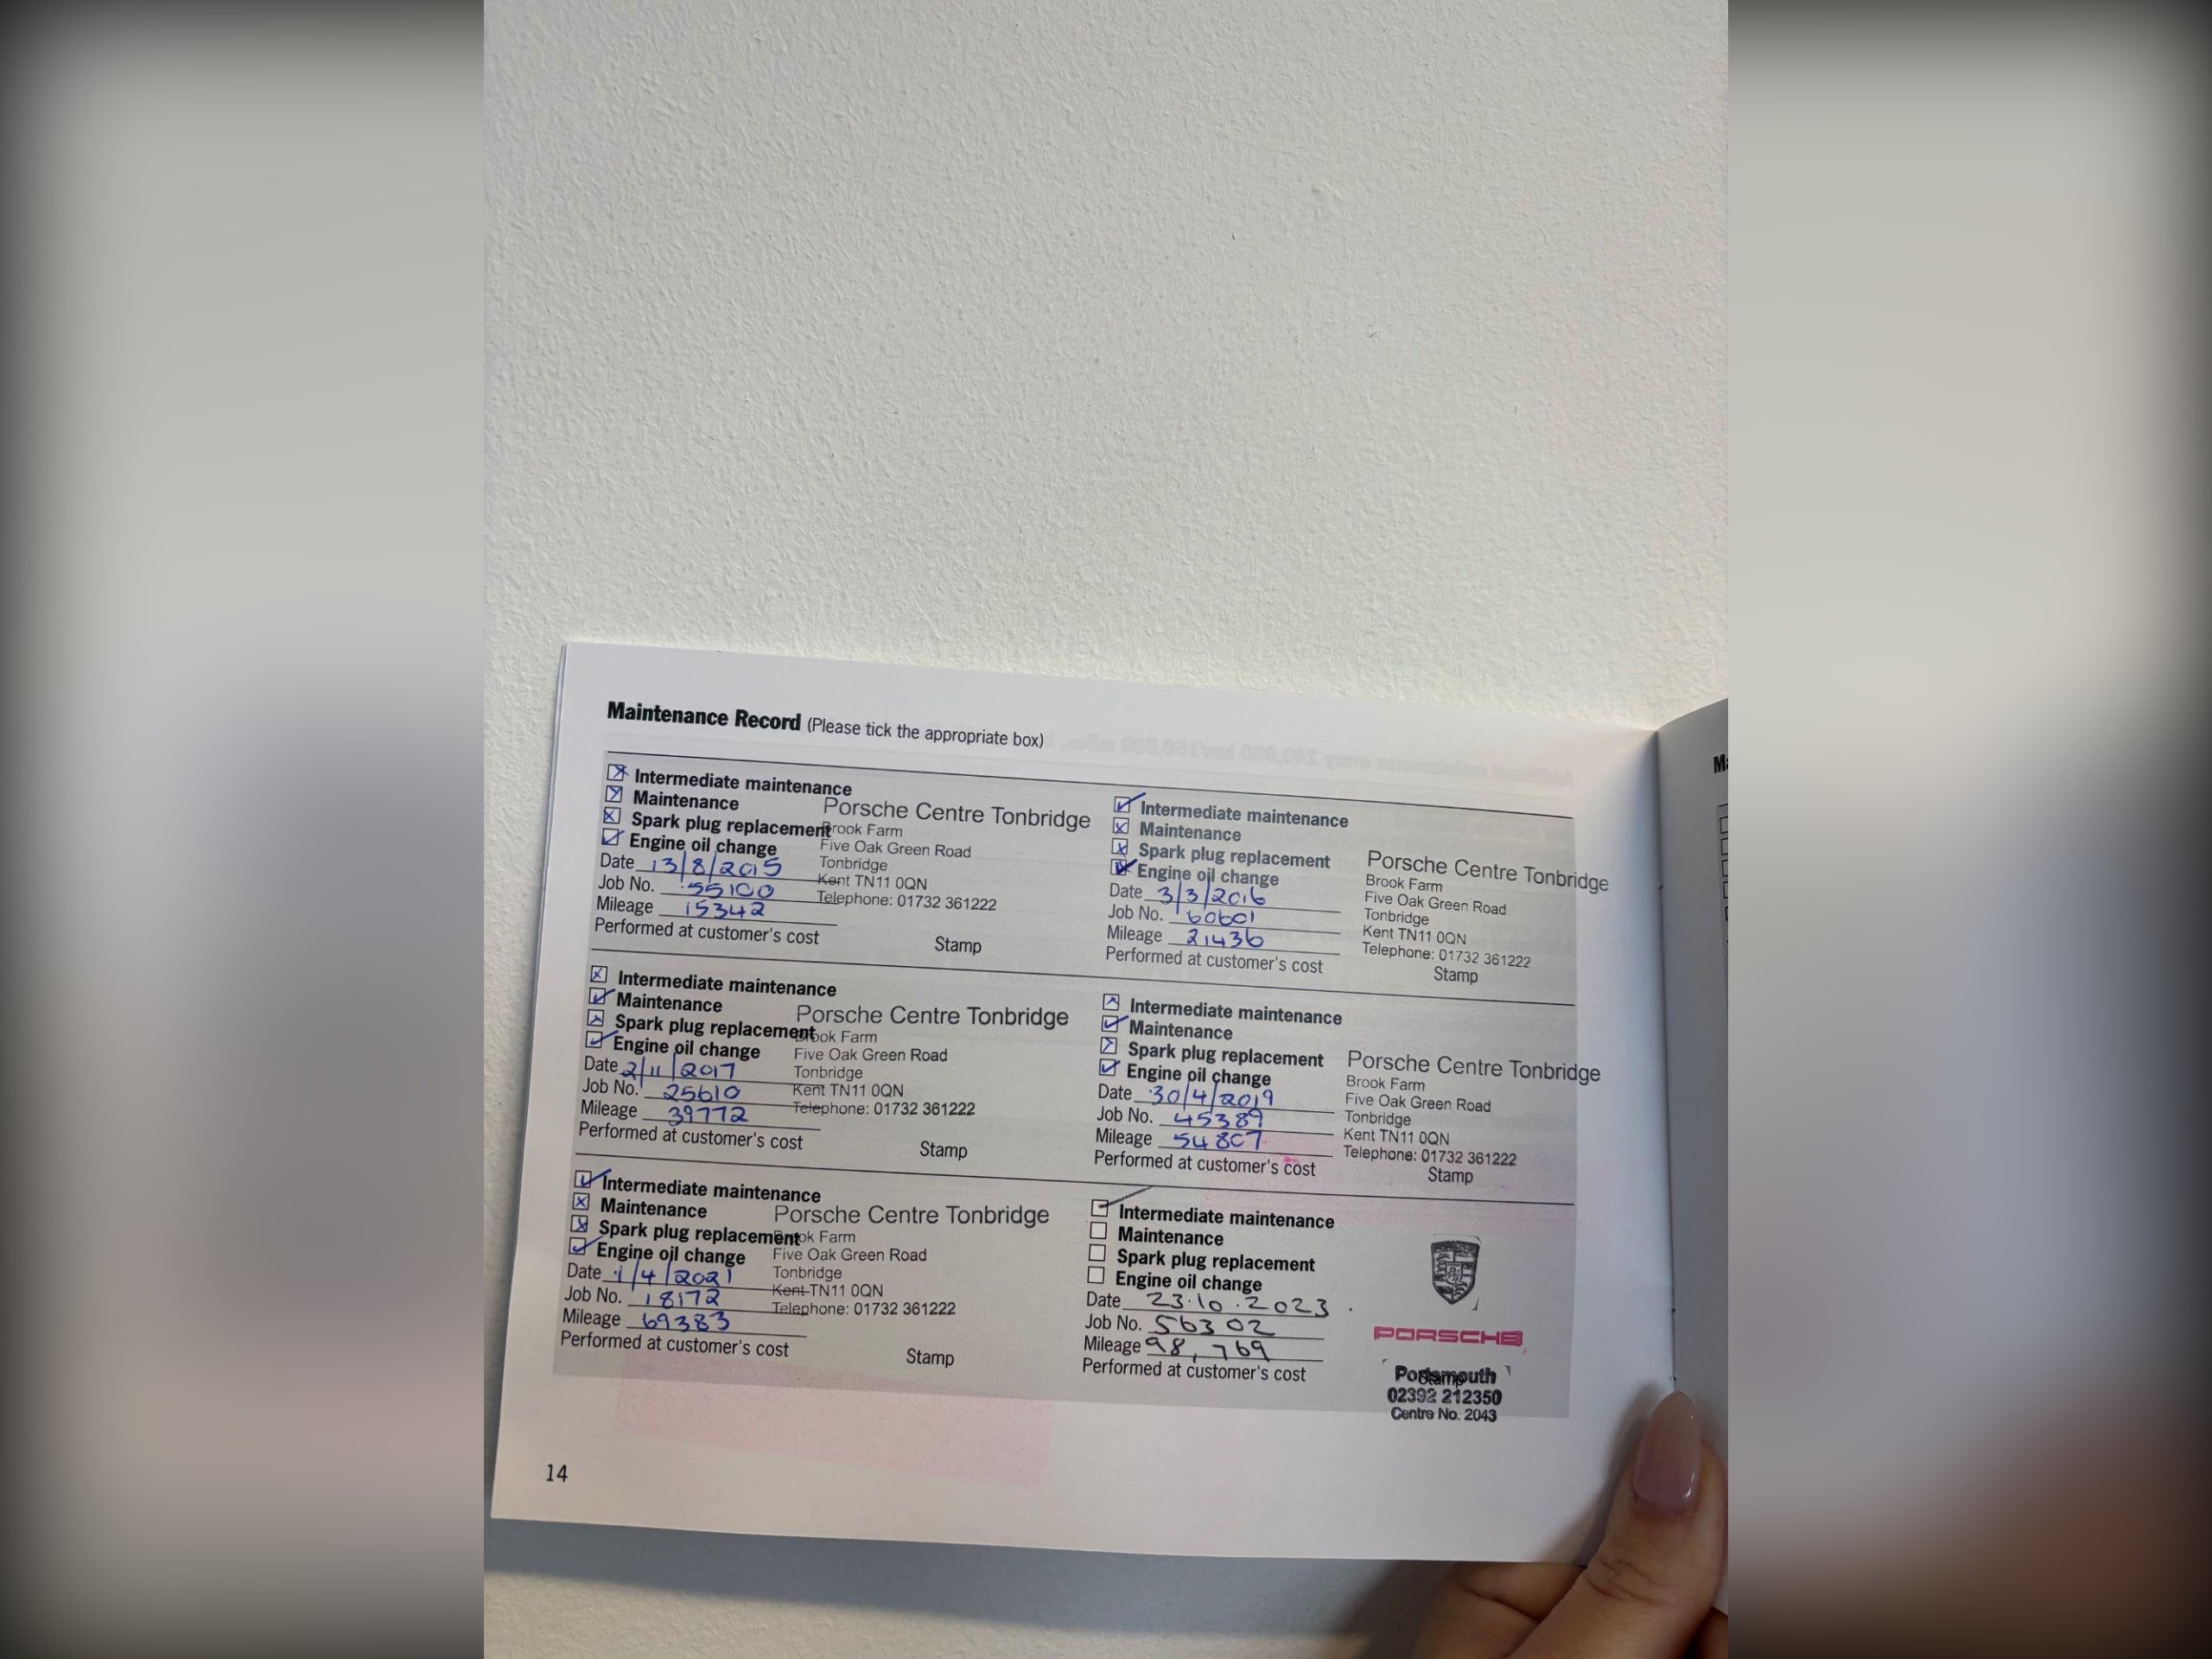 Maintenance Record (Please tick the appropriate box)
Intermediate maintenance
Maintenance
Spark plug replacement
Engine oil change
Date 13/8/2015
Job No. 55100
Mileage 15342
Performed at customer's cost
Porsche Centre Tonbridge
Brook Farm
Five Oak Green Road
Tonbridge
Kent TN11 0QN
Telephone: 01732 361222
Stamp
Intermediate maintenance
Maintenance
Spark plug replacement
Engine oil change
Date 3/3/2016
Job No. 60601
Mileage 21436
Performed at customer's cost
Porsche Centre Tonbridge
Brook Farm
Five Oak Green Road
Tonbridge
Kent TN11 0QN
Telephone: 01732 361222
Stamp
Intermediate maintenance
Maintenance
Spark plug replacement
Engine oil change
Date 2/11/2017
Job No. 25610
Mileage 39772
Performed at customer's cost
Porsche Centre Tonbridge
Brook Farm
Five Oak Green Road
Tonbridge
Kent TN11 0QN
Telephone: 01732 361222
Stamp
Intermediate maintenance
Maintenance
Spark plug replacement
Engine oil change
Date 30/4/2019
Job No. 45389
Mileage 54807
Performed at customer's cost
Porsche Centre Tonbridge
Brook Farm
Five Oak Green Road
Tonbridge
Kent TN11 0QN
Telephone: 01732 361222
Stamp
Intermediate maintenance
Maintenance
Spark plug replacement
Engine oil change
Date 1/4/2021
Job No. 18172
Mileage 69383
Performed at customer's cost
Porsche Centre Tonbridge
Brook Farm
Five Oak Green Road
Tonbridge
Kent TN11 0QN
Telephone: 01732 361222
Stamp
Intermediate maintenance
Maintenance
Spark plug replacement
Engine oil change
Date 23.10.2023.
Job No. 56302
Mileage 98,769
Performed at customer's cost
PORSCHE
Portsmouth
Stamp
02392 212350
Centre No. 2043
14